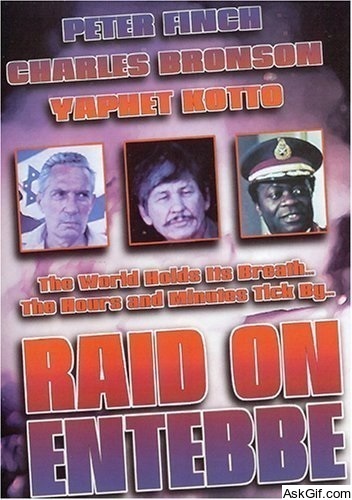 PETER FINCH
CHARLES BRONSON
YAPHET KOTTO
The World Holds Its Breath..
The Hours and Minutes Tick By..
RAID ON
ENTEBBE
AskGif.com